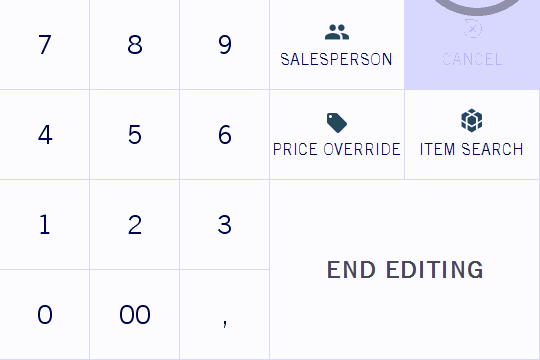 7 8 9 SALESPERSON CANCEL
4 5 6 PRICE OVERRIDE ITEM SEARCH
1 2 3
END EDITING
0 00 ,